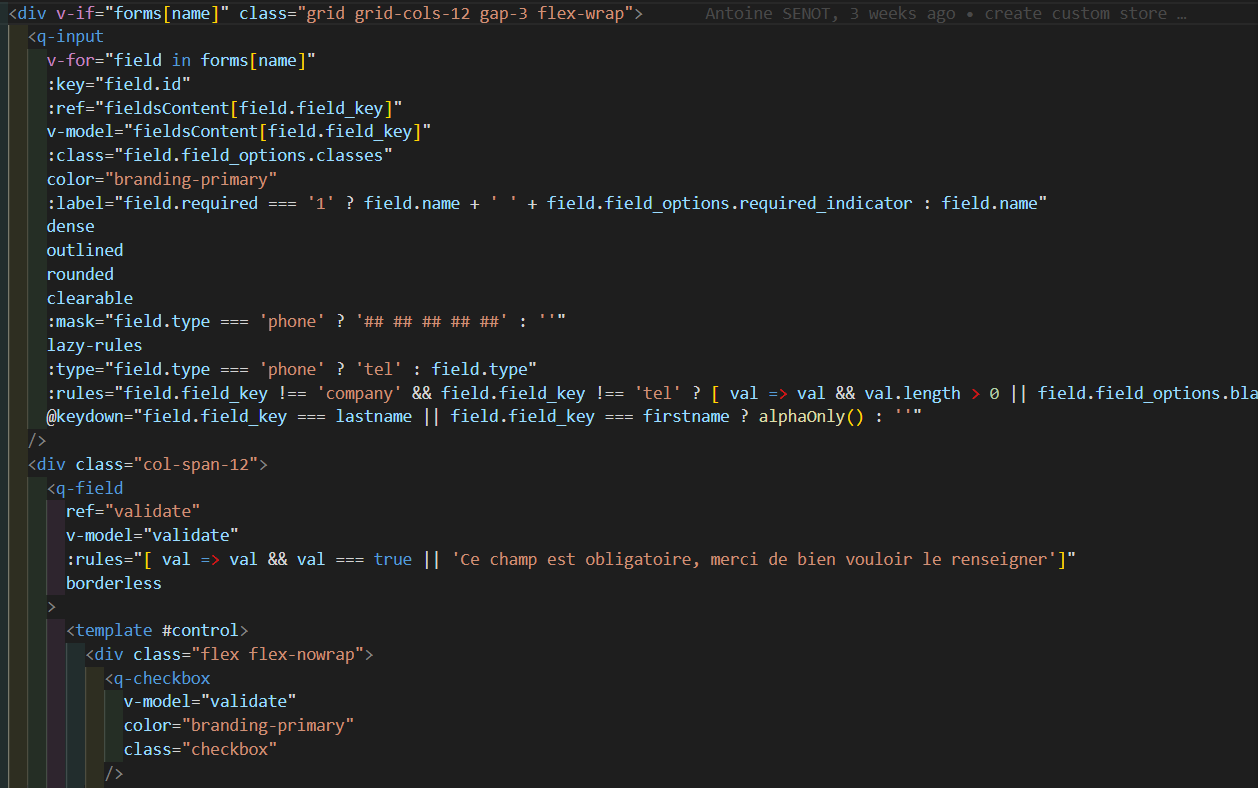 <div v-if="forms[name]" class="grid grid-cols-12 gap-3 flex-wrap"> Antoine SENOT, 3 weeks ago • create custom store …
<q-input
v-for="field in forms[name]"
:key="field.id"
:ref="fieldsContent[field.field_key]"
v-model="fieldsContent[field.field_key]"
:class="field.field_options.classes"
color="branding-primary"
:label="field.required === '1' ? field.name + ' ' + field.field_options.required_indicator : field.name"
dense
outlined
rounded
clearable
:mask="field.type === 'phone' ? '## ## ## ## ##' : ''"
lazy-rules
:type="field.type === 'phone' ? 'tel' : field.type"
:rules="field.field_key !== 'company' && field.field_key !== 'tel' ? [ val => val && val.length > 0 || field.field_options.bla
@keydown="field.field_key === lastname || field.field_key === firstname ? alphaOnly() : ''"
/>
<div class="col-span-12">
<q-field
ref="validate"
v-model="validate"
:rules="[ val => val && val === true || 'Ce champ est obligatoire, merci de bien vouloir le renseigner']"
borderless
>
<template #control>
<div class="flex flex-nowrap">
<q-checkbox
v-model="validate"
color="branding-primary"
class="checkbox"
/>